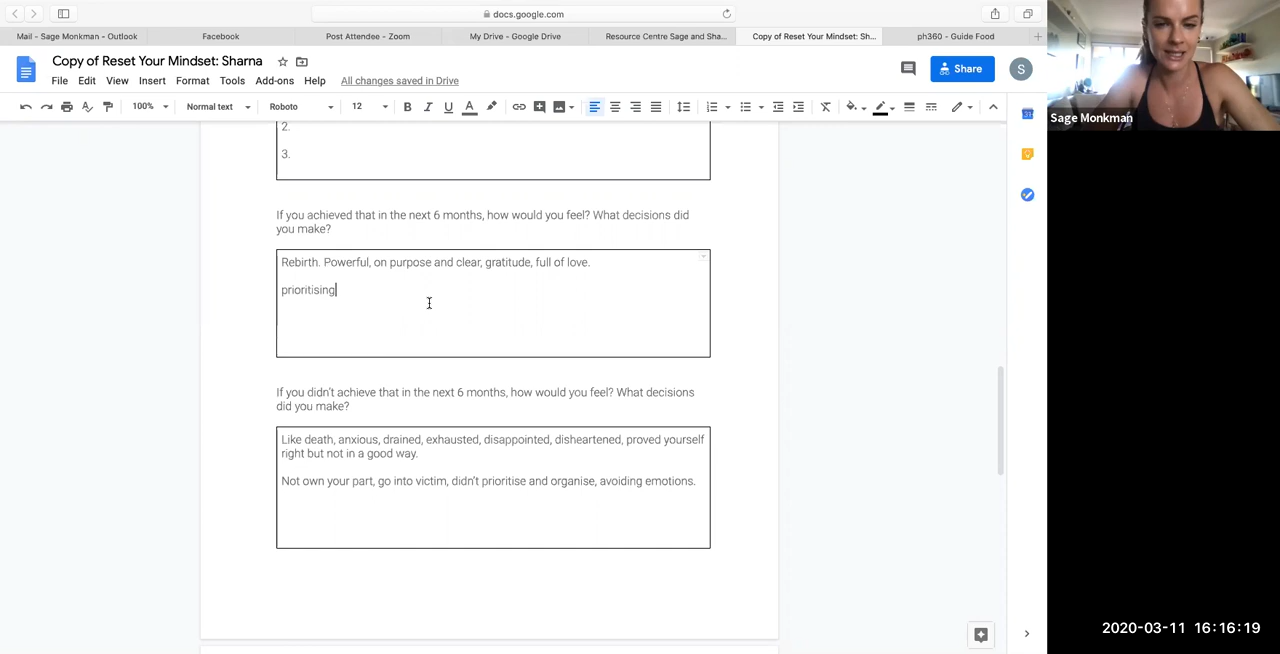 docs.google.com
Mail - Sage Monkman - Outlook
Facebook
Post Attendee - Zoom
My Drive - Google Drive
Resource Centre Sage and Sha...
Copy of Reset Your Mindset: Sh...
ph360 - Guide Food
Copy of Reset Your Mindset: Sharna
File Edit View Insert Format Tools Add-ons Help All changes saved in Drive
Share
S
100% Normal text Roboto 12 B I U A
31
2.
3.
If you achieved that in the next 6 months, how would you feel? What decisions did
you make?
Rebirth. Powerful, on purpose and clear, gratitude, full of love.
prioritising
If you didn't achieve that in the next 6 months, how would you feel? What decisions
did you make?
Like death, anxious, drained, exhausted, disappointed, disheartened, proved yourself
right but not in a good way.
Not own your part, go into victim, didn't prioritise and organise, avoiding emotions.
Sage Monkman
2020-03-11 16:16:19